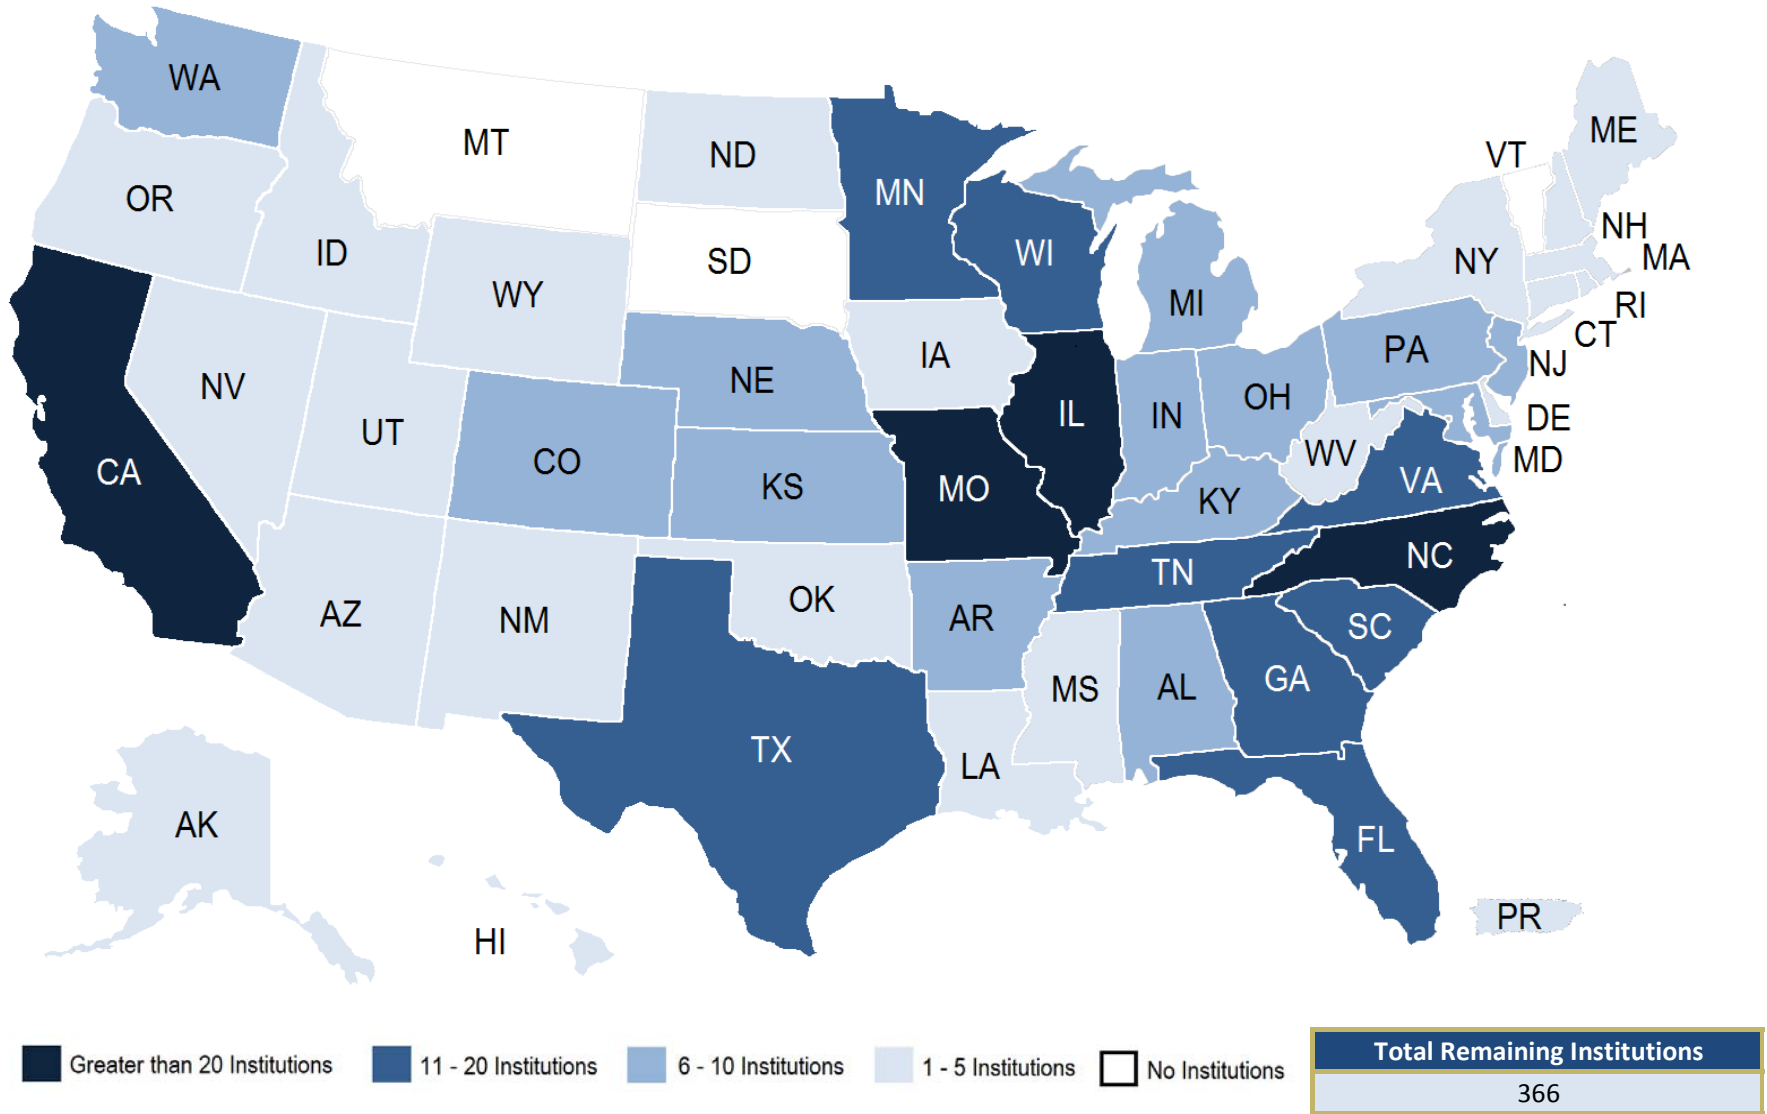 WA
MT
ND
MN
OR
ID
SD
WI
WY
VT
ME
NH
NY
MA
MI
RI
CT
IA
NE
PA
NJ
NV
UT
CO
KS
CA
MO
IL
IN
OH
DE
WV
MD
VA
KY
NC
TN
AZ
NM
OK
AR
SC
MS
AL
GA
TX
LA
AK
FL
HI
PR
Greater than 20 Institutions
11 - 20 Institutions
6 - 10 Institutions
1 - 5 Institutions
No Institutions
Total Remaining Institutions
366